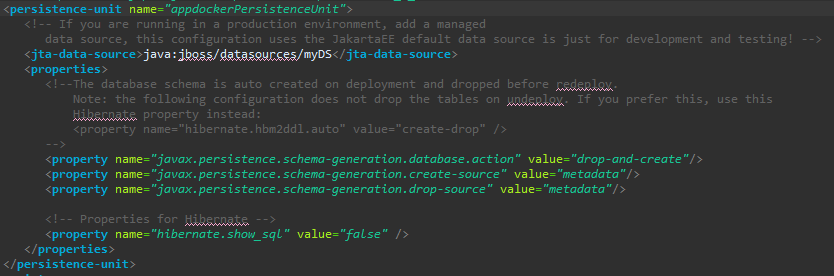 <persistence-unit name="appdockerPersistenceUnit">
<!-- If you are running in a production environment, add a managed
data source, this configuration uses the JakartaEE default data source is just for development and testing! -->
<jta-data-source>java:jboss/datasources/myDS</jta-data-source>
<properties>
<!--The database schema is auto created on deployment and dropped before redeploy.
Note: the following configuration does not drop the tables on undeploy. If you prefer this, use this
Hibernate property instead:
<property name="hibernate.hbm2ddl.auto" value="create-drop" />
-->
<property name="javax.persistence.schema-generation.database.action" value="drop-and-create"/>
<property name="javax.persistence.schema-generation.create-source" value="metadata"/>
<property name="javax.persistence.schema-generation.drop-source" value="metadata"/>
<!-- Properties for Hibernate -->
<property name="hibernate.show_sql" value="false" />
</properties>
</persistence-unit>